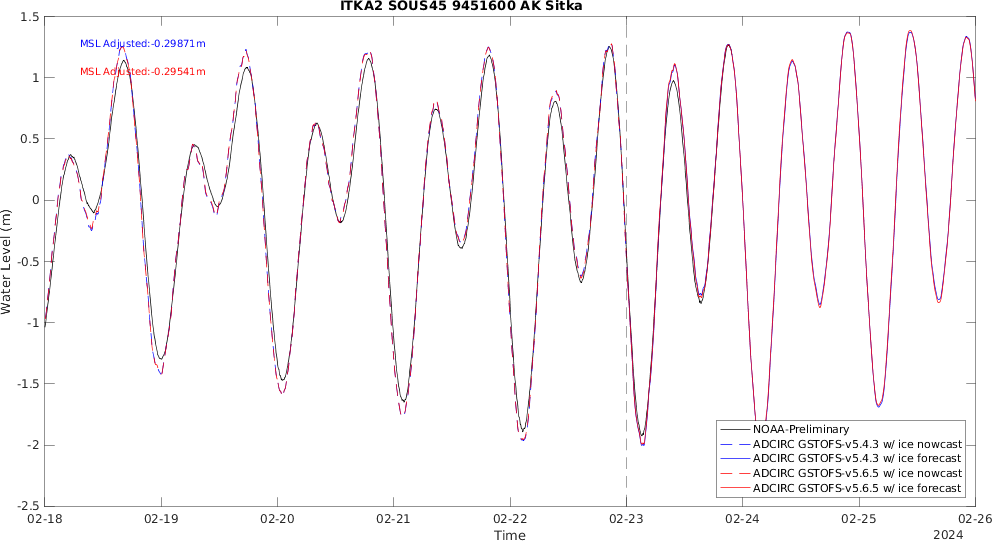 ITKA2 SOUS45 9451600 AK Sitka
MSL Adjusted:-0.29871m
MSL Adjusted:-0.29541m
Water Level (m)
1.5
1
0.5
0
-0.5
-1
-1.5
-2
-2.5
NOAA-Preliminary
ADCIRC GSTOFS-v5.4.3 w/ ice nowcast
ADCIRC GSTOFS-v5.4.3 w/ ice forecast
ADCIRC GSTOFS-v5.6.5 w/ ice nowcast
ADCIRC GSTOFS-v5.6.5 w/ ice forecast
02-18 02-19 02-20 02-21 02-22 02-23 02-24 02-25 02-26
Time
2024